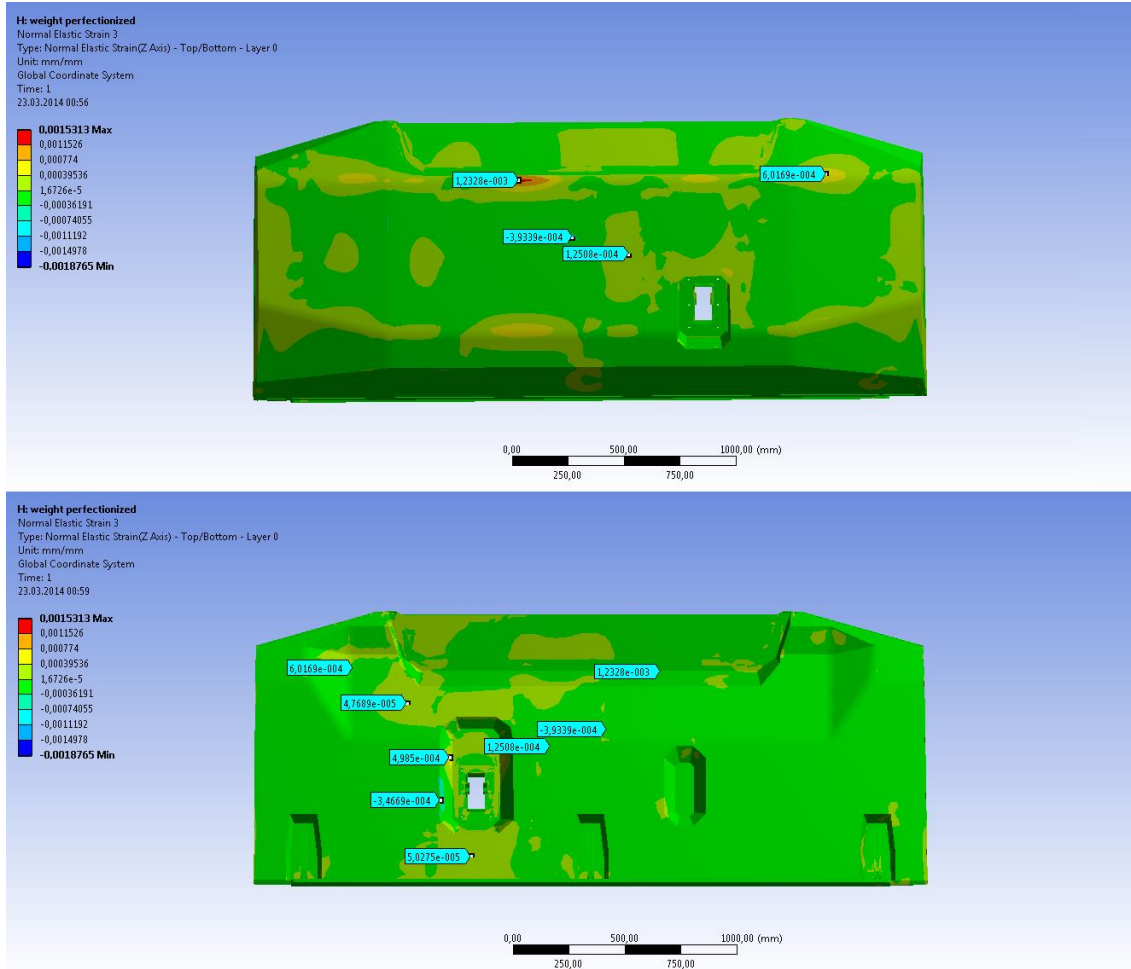 H: weight perfectionized
Normal Elastic Strain 3
Type: Normal Elastic Strain(Z Axis) - Top/Bottom - Layer 0
Unit: mm/mm
Global Coordinate System
Time: 1
23.03.2014 00:56
0,0015313 Max
0,0011526
0,000774
0,00039536
1,6726e-5
-0,00036191
-0,00074055
-0,0011192
-0,0014978
-0,0018765 Min
1,2328e-003
6,0169e-004
-3,9339e-004
1,2508e-004
0,00 500,00 1000,00 (mm)
250,00 750,00
H: weight perfectionized
Normal Elastic Strain 3
Type: Normal Elastic Strain(Z Axis) - Top/Bottom - Layer 0
Unit: mm/mm
Global Coordinate System
Time: 1
23.03.2014 00:59
0,0015313 Max
0,0011526
0,000774
0,00039536
1,6726e-5
-0,00036191
-0,00074055
-0,0011192
-0,0014978
-0,0018765 Min
6,0169e-004
1,2328e-003
4,7689e-005
-3,9339e-004
1,2508e-004
4,985e-004
-3,4669e-004
5,0275e-005
0,00 500,00 1000,00 (mm)
250,00 750,00